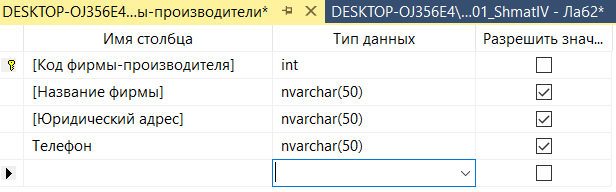 DESKTOP-OJ356E4...ы-производители* DESKTOP-OJ356E4\...01_ShmatIV - Лаб2*
Имя столбца Тип данных Разрешить знач...
[Код фирмы-производителя] int
[Название фирмы] nvarchar(50)
[Юридический адрес] nvarchar(50)
Телефон nvarchar(50)